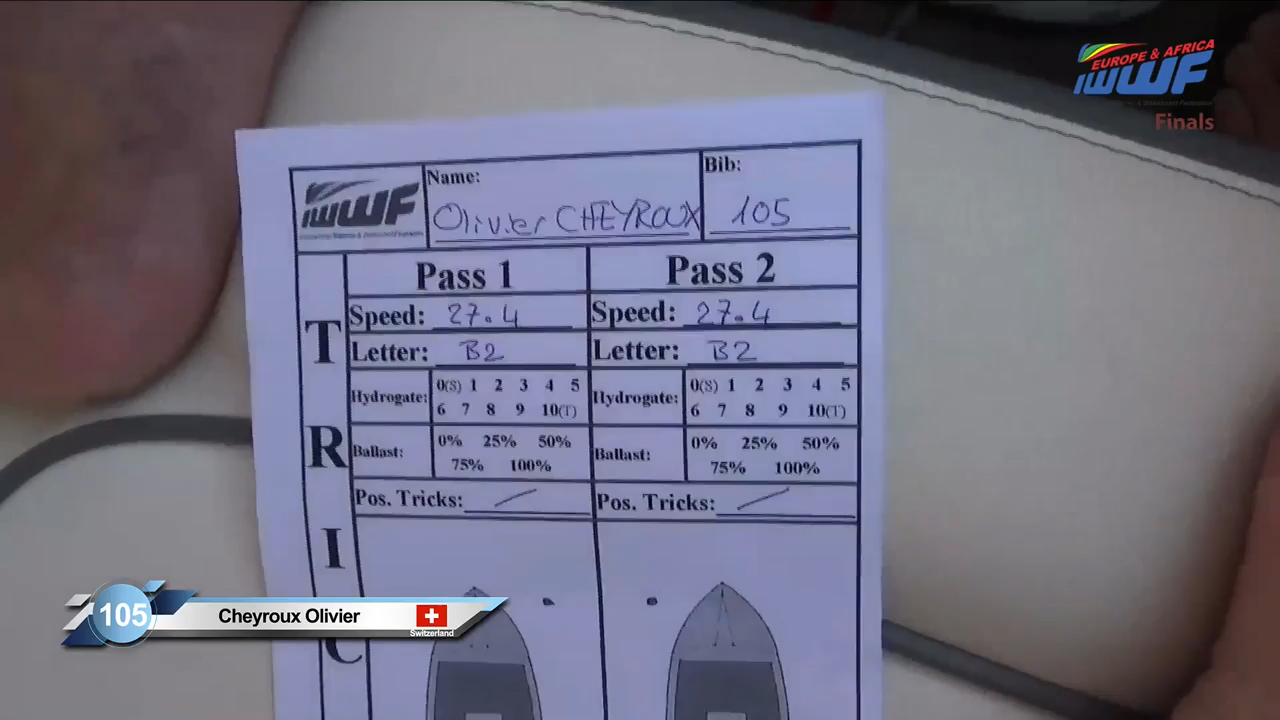 EUROPE & AFRICA
IWWF
Finals
IWWF
Name:
Olivier CHEYROUX
Bib:
105
TRIC
Pass 1
Pass 2
Speed: 27.4
Speed: 27.4
Letter: B2
Letter: B2
Hydrogate: 0(S) 1 2 3 4 5
6 7 8 9 10(T)
Hydrogate: 0(S) 1 2 3 4 5
6 7 8 9 10(T)
Ballast: 0% 25% 50%
75% 100%
Ballast: 0% 25% 50%
75% 100%
Pos. Tricks: /
Pos. Tricks: /
105
Cheyroux Olivier
Switzerland